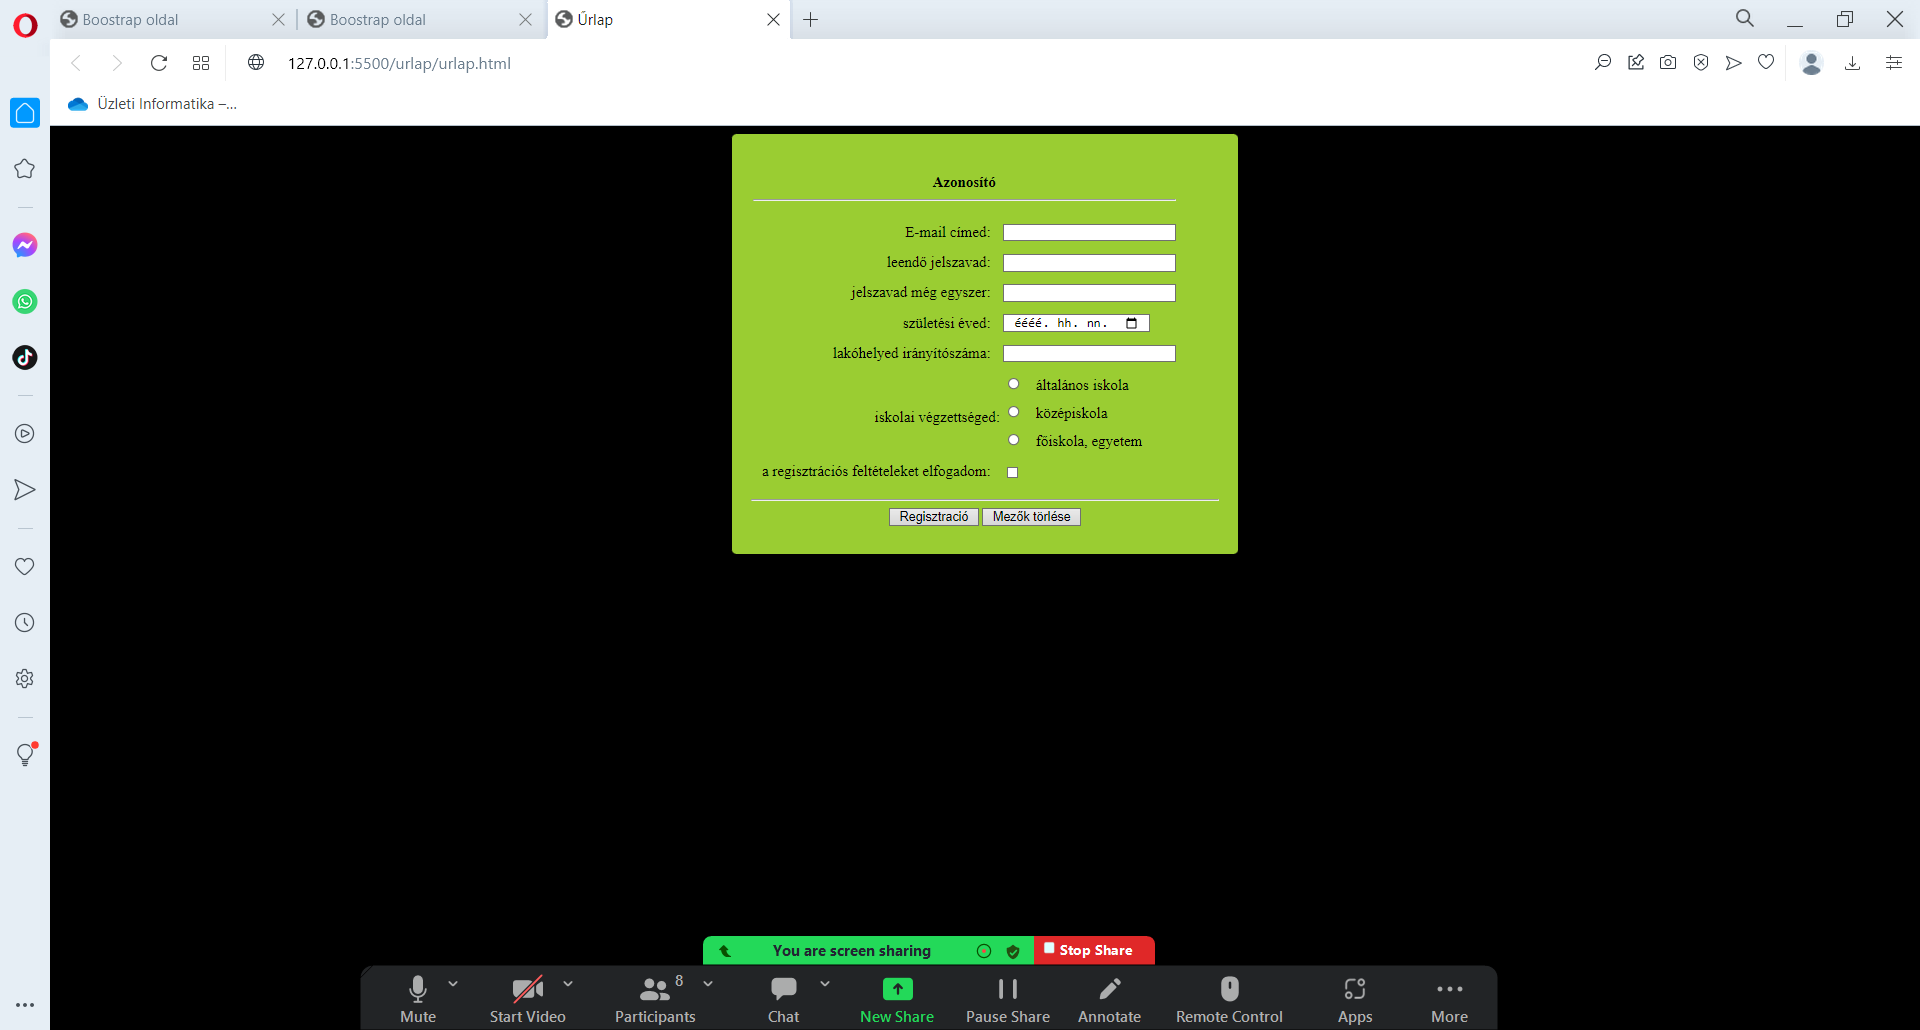 Boostrap oldal
Boostrap oldal
Űrlap
127.0.0.1:5500/urlap/urlap.html
Üzleti Informatika –...
Azonosító
E-mail címed:
leendő jelszavad:
jelszavad még egyszer:
születési éved: éééé. hh. nn.
lakóhelyed irányítószáma:
iskolai végzettséged:
általános iskola
középiskola
főiskola, egyetem
a regisztrációs feltételeket elfogadom:
Regisztració Mezők törlése
You are screen sharing Stop Share
8
Mute Start Video Participants Chat New Share Pause Share Annotate Remote Control Apps More